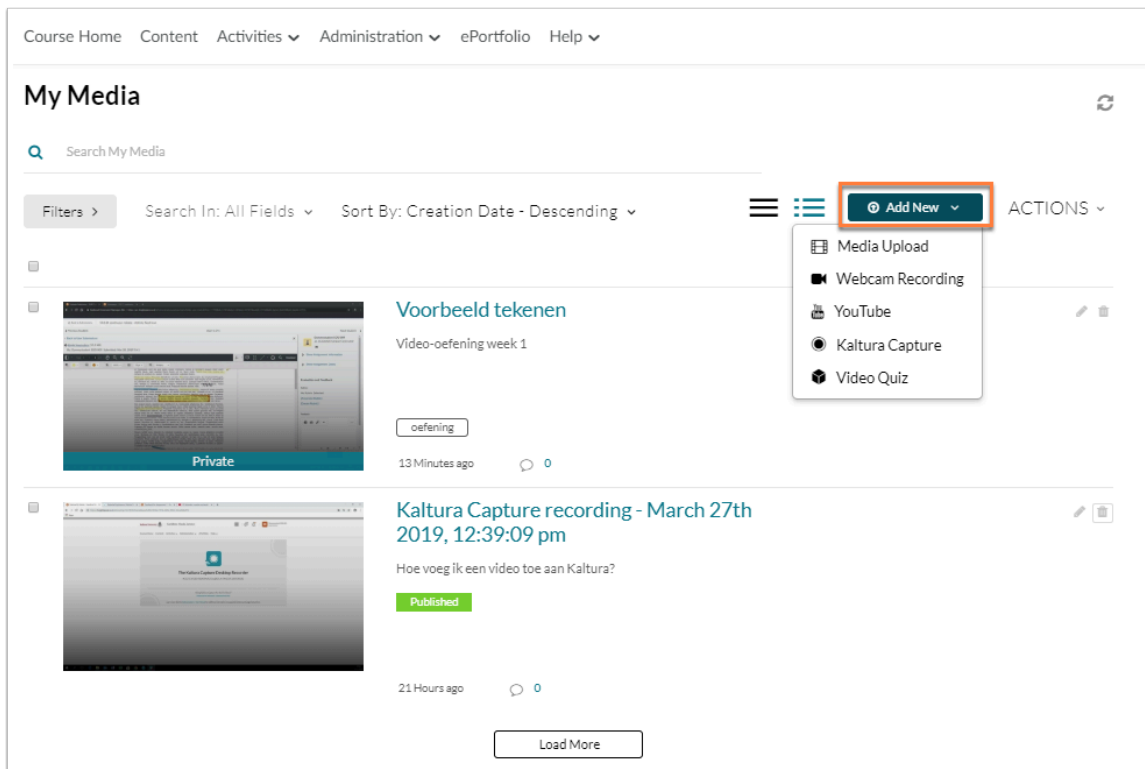 Course Home Content Activities Administration ePortfolio Help
My Media
Search My Media
Filters > Search In: All Fields Sort By: Creation Date - Descending Add New ACTIONS
Media Upload
Webcam Recording
YouTube
Kaltura Capture
Video Quiz
Voorbeeld tekenen
Video-oefening week 1
oefening
Private
13 Minutes ago 0
Kaltura Capture recording - March 27th
2019, 12:39:09 pm
Hoe voeg ik een video toe aan Kaltura?
Published
21 Hours ago 0
Load More